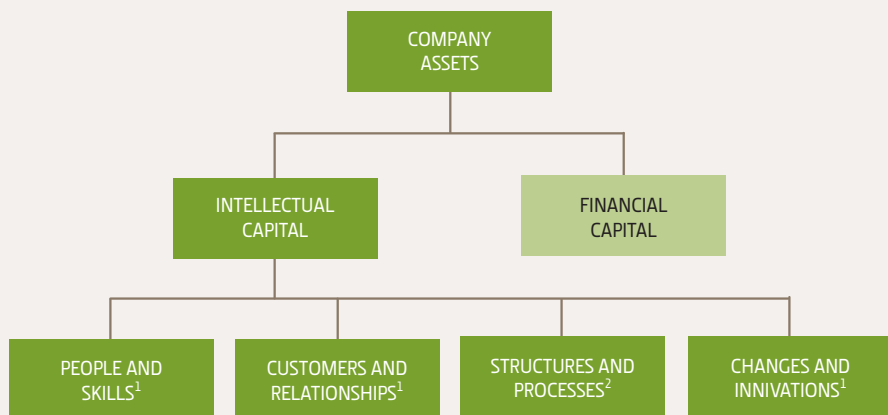 COMPANY
ASSETS
INTELLECTUAL
CAPITAL
FINANCIAL
CAPITAL
PEOPLE AND
SKILLS¹
CUSTOMERS AND
RELATIONSHIPS¹
STRUCTURES AND
PROCESSES²
CHANGES AND
INNIVATIONS¹